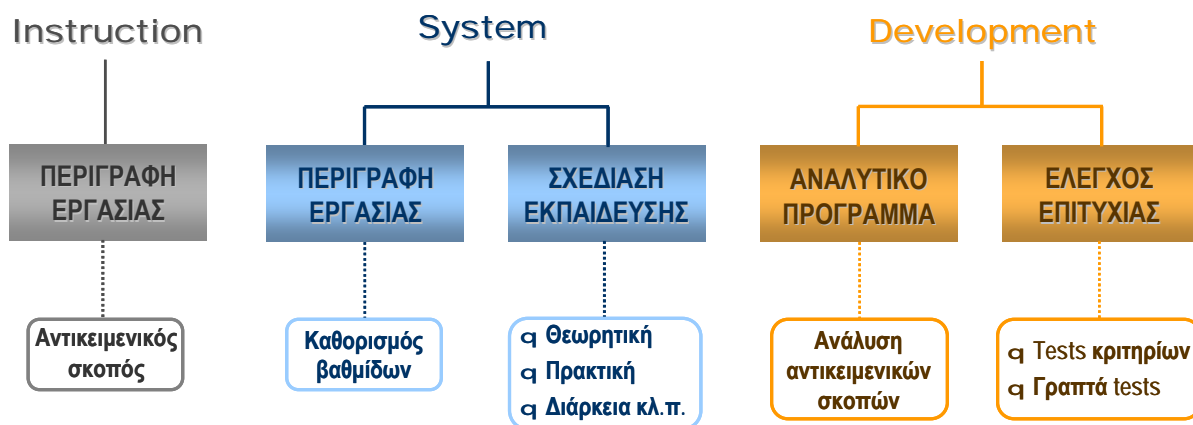 Instruction
System
Development
ΠΕΡΙΓΡΑΦΗ
ΕΡΓΑΣΙΑΣ
ΠΕΡΙΓΡΑΦΗ
ΕΡΓΑΣΙΑΣ
ΣΧΕΔΙΑΣΗ
ΕΚΠΑΙΔΕΥΣΗΣ
ΑΝΑΛΥΤΙΚΟ
ΠΡΟΓΡΑΜΜΑ
ΕΛΕΓΧΟΣ
ΕΠΙΤΥΧΙΑΣ
Αντικειμενικός
σκοπός
Καθορισμός
βαθμίδων
q Θεωρητική
q Πρακτική
q Διάρκεια κλ.π.
Ανάλυση
αντικειμενικών
σκοπών
q Tests κριτηρίων
q Γραπτά tests